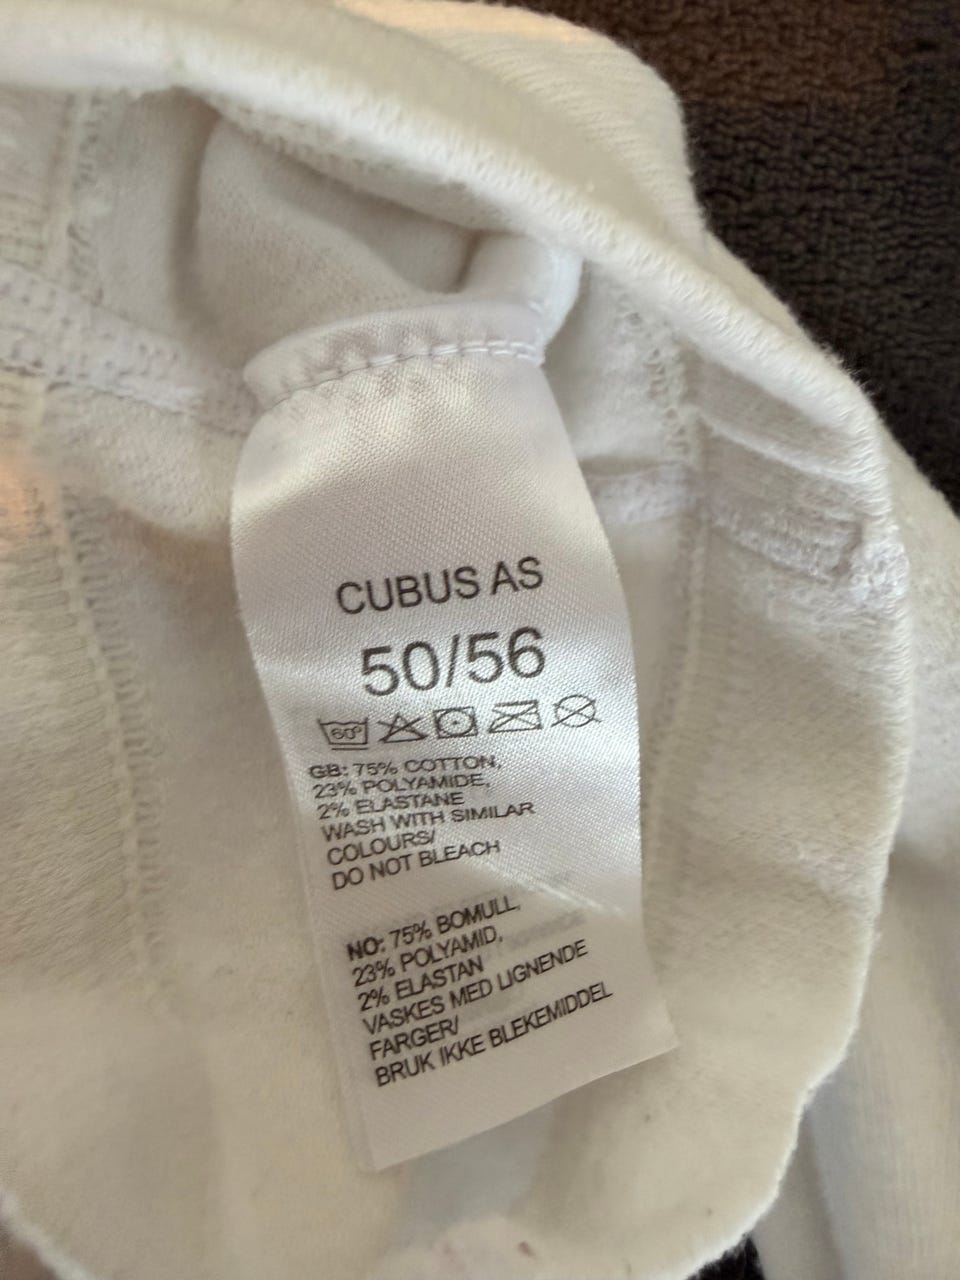 CUBUS AS
50/56
60°
GB: 75% COTTON,
23% POLYAMIDE,
2% ELASTANE
WASH WITH SIMILAR
COLOURS/
DO NOT BLEACH
NO: 75% BOMULL,
23% POLYAMID,
2% ELASTAN
VASKES MED LIGNENDE
FARGER/
BRUK IKKE BLEKEMIDDEL